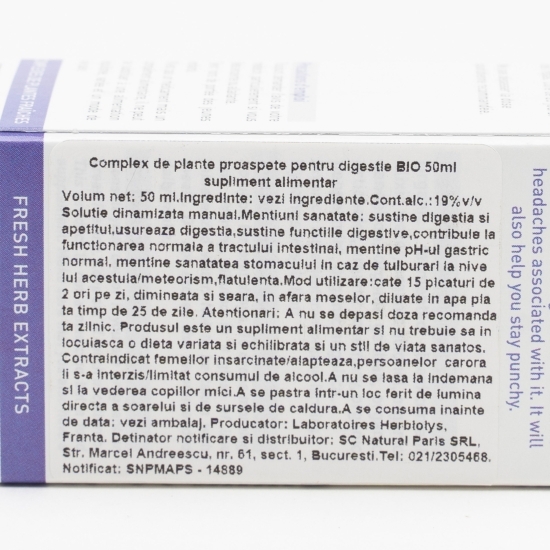 Complex de plante proaspete pentru digestie BIO 50ml
supliment alimentar
Volum net: 50 ml.Ingredinte: vezi ingrediente.Cont.alc.:19%v/v
Solutie dinamizata manual.Mentiuni sanatate: sustine digestia si
apetitul,usureaza digestia,sustine functiile digestive,contribuie la
functionarea normala a tractului intestinal, mentine pH-ul gastric
normal, mentine sanatatea stomacului in caz de tulburari la nive
lul acestuia/meteorism,flatulenta.Mod utilizare:cate 15 picaturi de
2 ori pe zi, dimineata si seara, in afara meselor, diluate in apa pla
ta timp de 25 de zile. Atentionari: A nu se depasi doza recomanda
ta zilnic. Produsul este un supliment alimentar si nu trebuie sa in
locuiasca o dieta variata si echilibrata si un stil de viata sanatos.
Contraindicat femeilor insarcinate/alapteaza,persoanelor carora
li s-a interzis/limitat consumul de alcool.A nu se lasa la indemana
si la vederea copiilor mici.A se pastra intr-un loc ferit de lumina
directa a soarelui si de sursele de caldura.A se consuma inainte
de data: vezi ambalaj. Producator: Laboratoires Herbiolys,
Franta. Detinator notificare si distribuitor: SC Natural Paris SRL,
Str. Marcel Andreescu, nr. 61, sect. 1, Bucuresti.Tel: 021/2305468.
Notificat: SNPMAPS - 14889
FRESH HERB EXTRACTS
headaches associated with it. It will
also help you stay punchy.